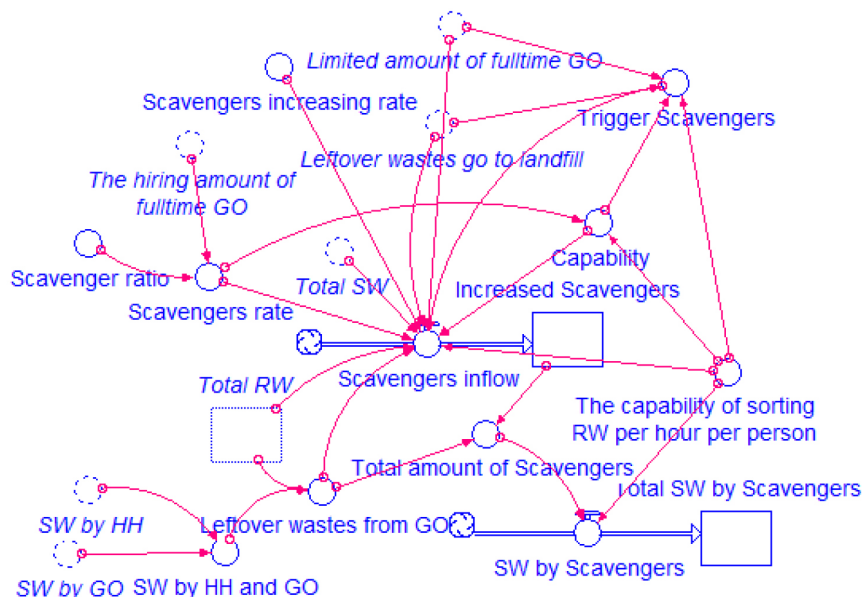 Limited amount of fulltime GO
Scavengers increasing rate
Trigger Scavengers
Leftover wastes go to landfill
The hiring amount of
fulltime GO
Capability
Scavenger ratio
Total SW
Scavengers rate
Increased Scavengers
Total RW
Scavengers inflow
The capability of sorting
RW per hour per person
Total amount of Scavengers
Total SW by Scavengers
SW by HH
Leftover wastes from GO
SW by Scavengers
SW by GO
SW by HH and GO